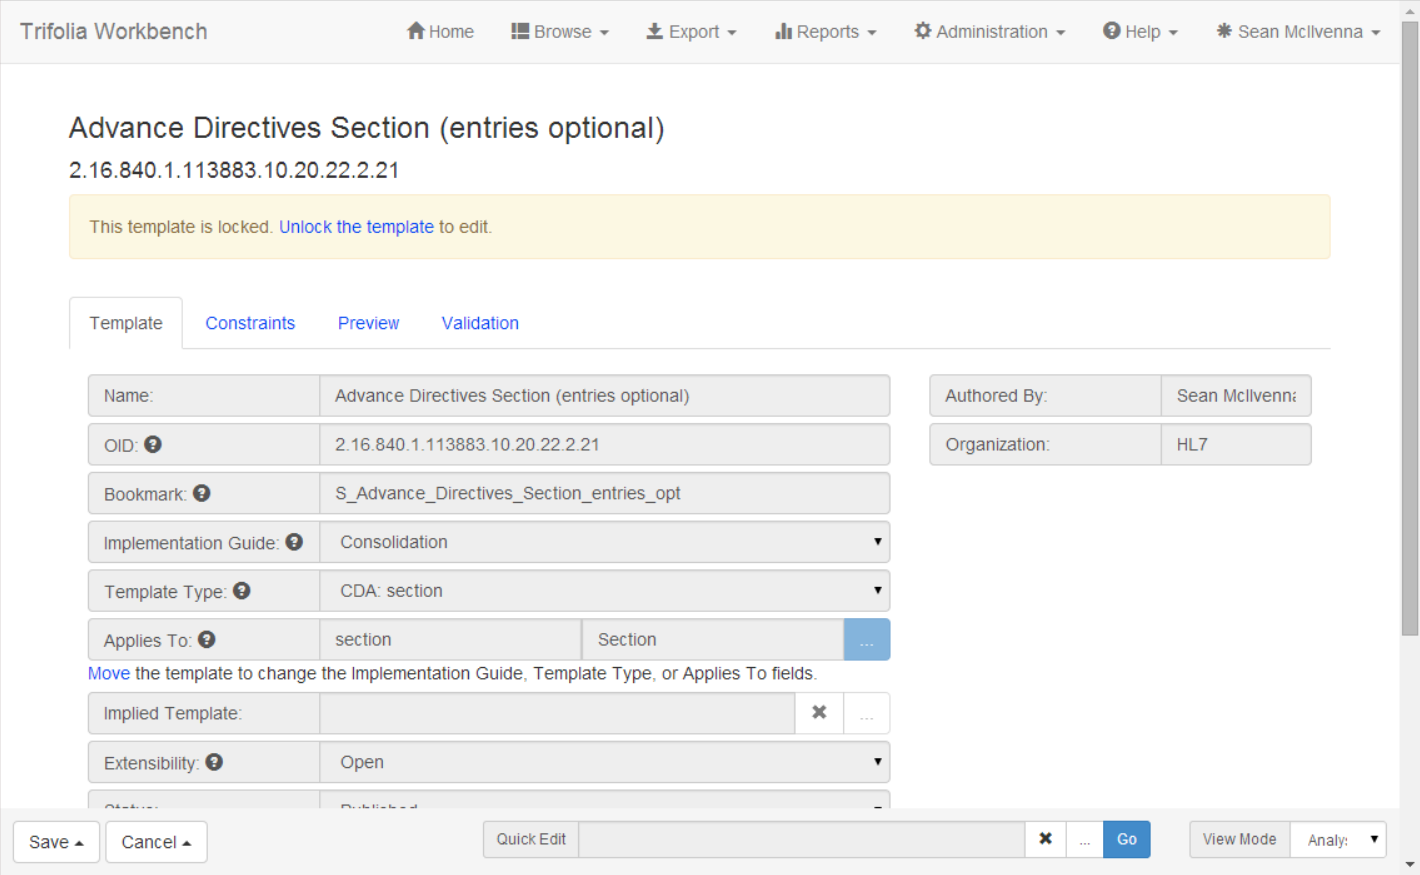 Trifolia Workbench Home Browse Export Reports Administration Help Sean McIlvenna
Advance Directives Section (entries optional)
2.16.840.1.113883.10.20.22.2.21
This template is locked. Unlock the template to edit.
Template Constraints Preview Validation
Name: Advance Directives Section (entries optional) Authored By: Sean McIlvenna
OID: 2.16.840.1.113883.10.20.22.2.21 Organization: HL7
Bookmark: S_Advance_Directives_Section_entries_opt
Implementation Guide: Consolidation
Template Type: CDA: section
Applies To: section Section ...
Move the template to change the Implementation Guide, Template Type, or Applies To fields.
Implied Template: ...
Extensibility: Open
Status: Published
Save Cancel Quick Edit ... Go View Mode Analy